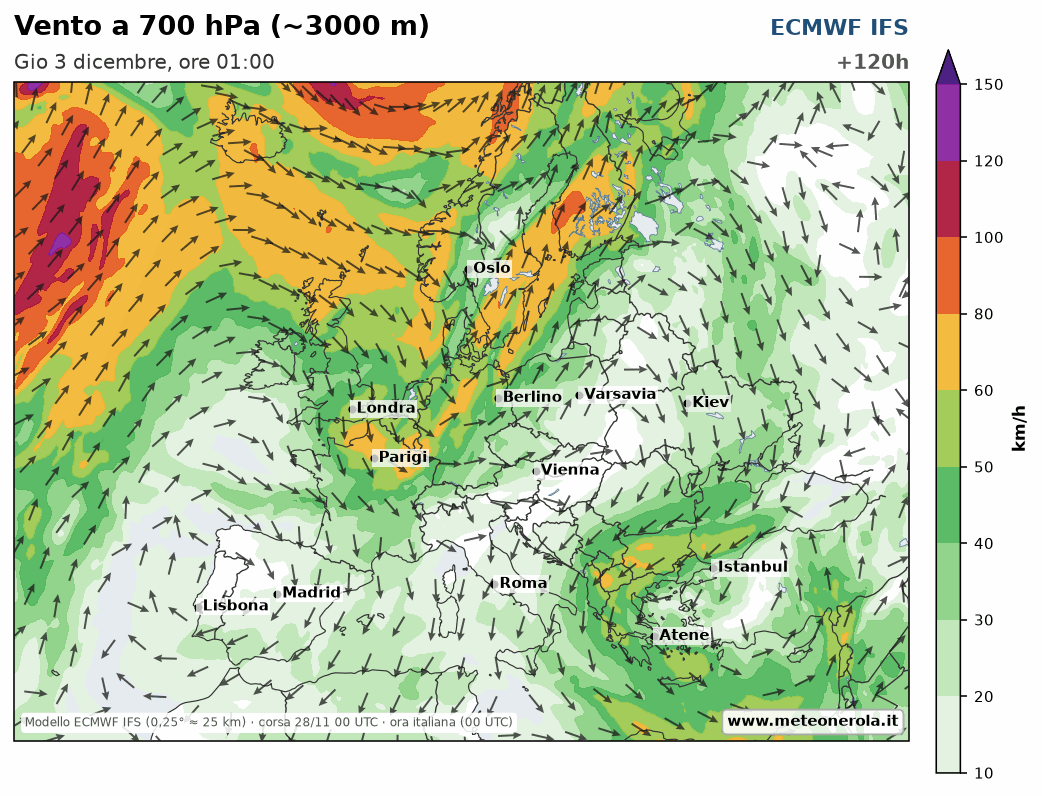 Vento a 700 hPa (~3000 m)
ECMWF IFS
Gio 3 dicembre, ore 01:00
+120h
150
120
100
80
60
50
40
30
20
10
km/h
Oslo
Berlino
Varsavia
Kiev
Londra
Parigi
Vienna
Istanbul
Roma
Madrid
Lisbona
Atene
Modello ECMWF IFS (0,25° ≈ 25 km) · corsa 28/11 00 UTC · ora italiana (00 UTC)
www.meteonerola.it